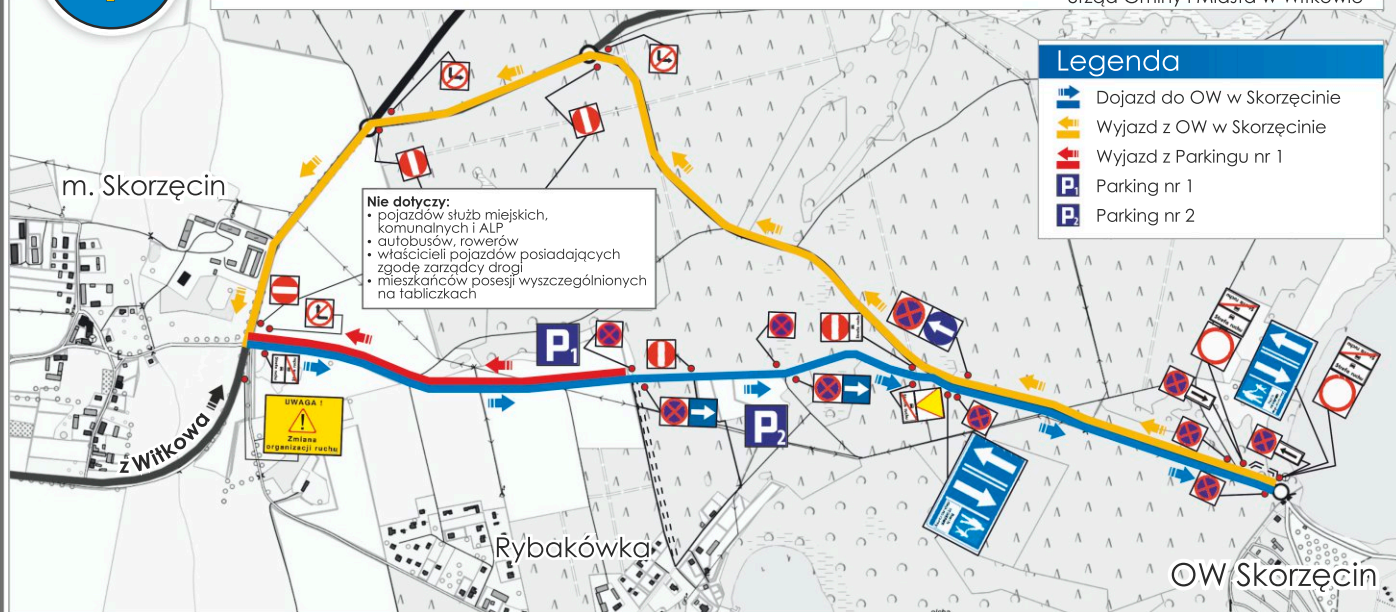 Urząd Gminy i Miasta w Witkowie
Legenda
Dojazd do OW w Skorzęcinie
Wyjazd z OW w Skorzęcinie
Wyjazd z Parkingu nr 1
P1 Parking nr 1
P2 Parking nr 2
m. Skorzęcin
Nie dotyczy:
• pojazdów służb miejskich,
komunalnych i ALP
• autobusów, rowerów
• właścicieli pojazdów posiadających
zgodę zarządcy drogi
• mieszkańców posesji wyszczególnionych
na tabliczkach
P1
P2
UWAGA !
Zmiana
organizacji ruchu
z Witkowa
Rybakówka
OW Skorzęcin